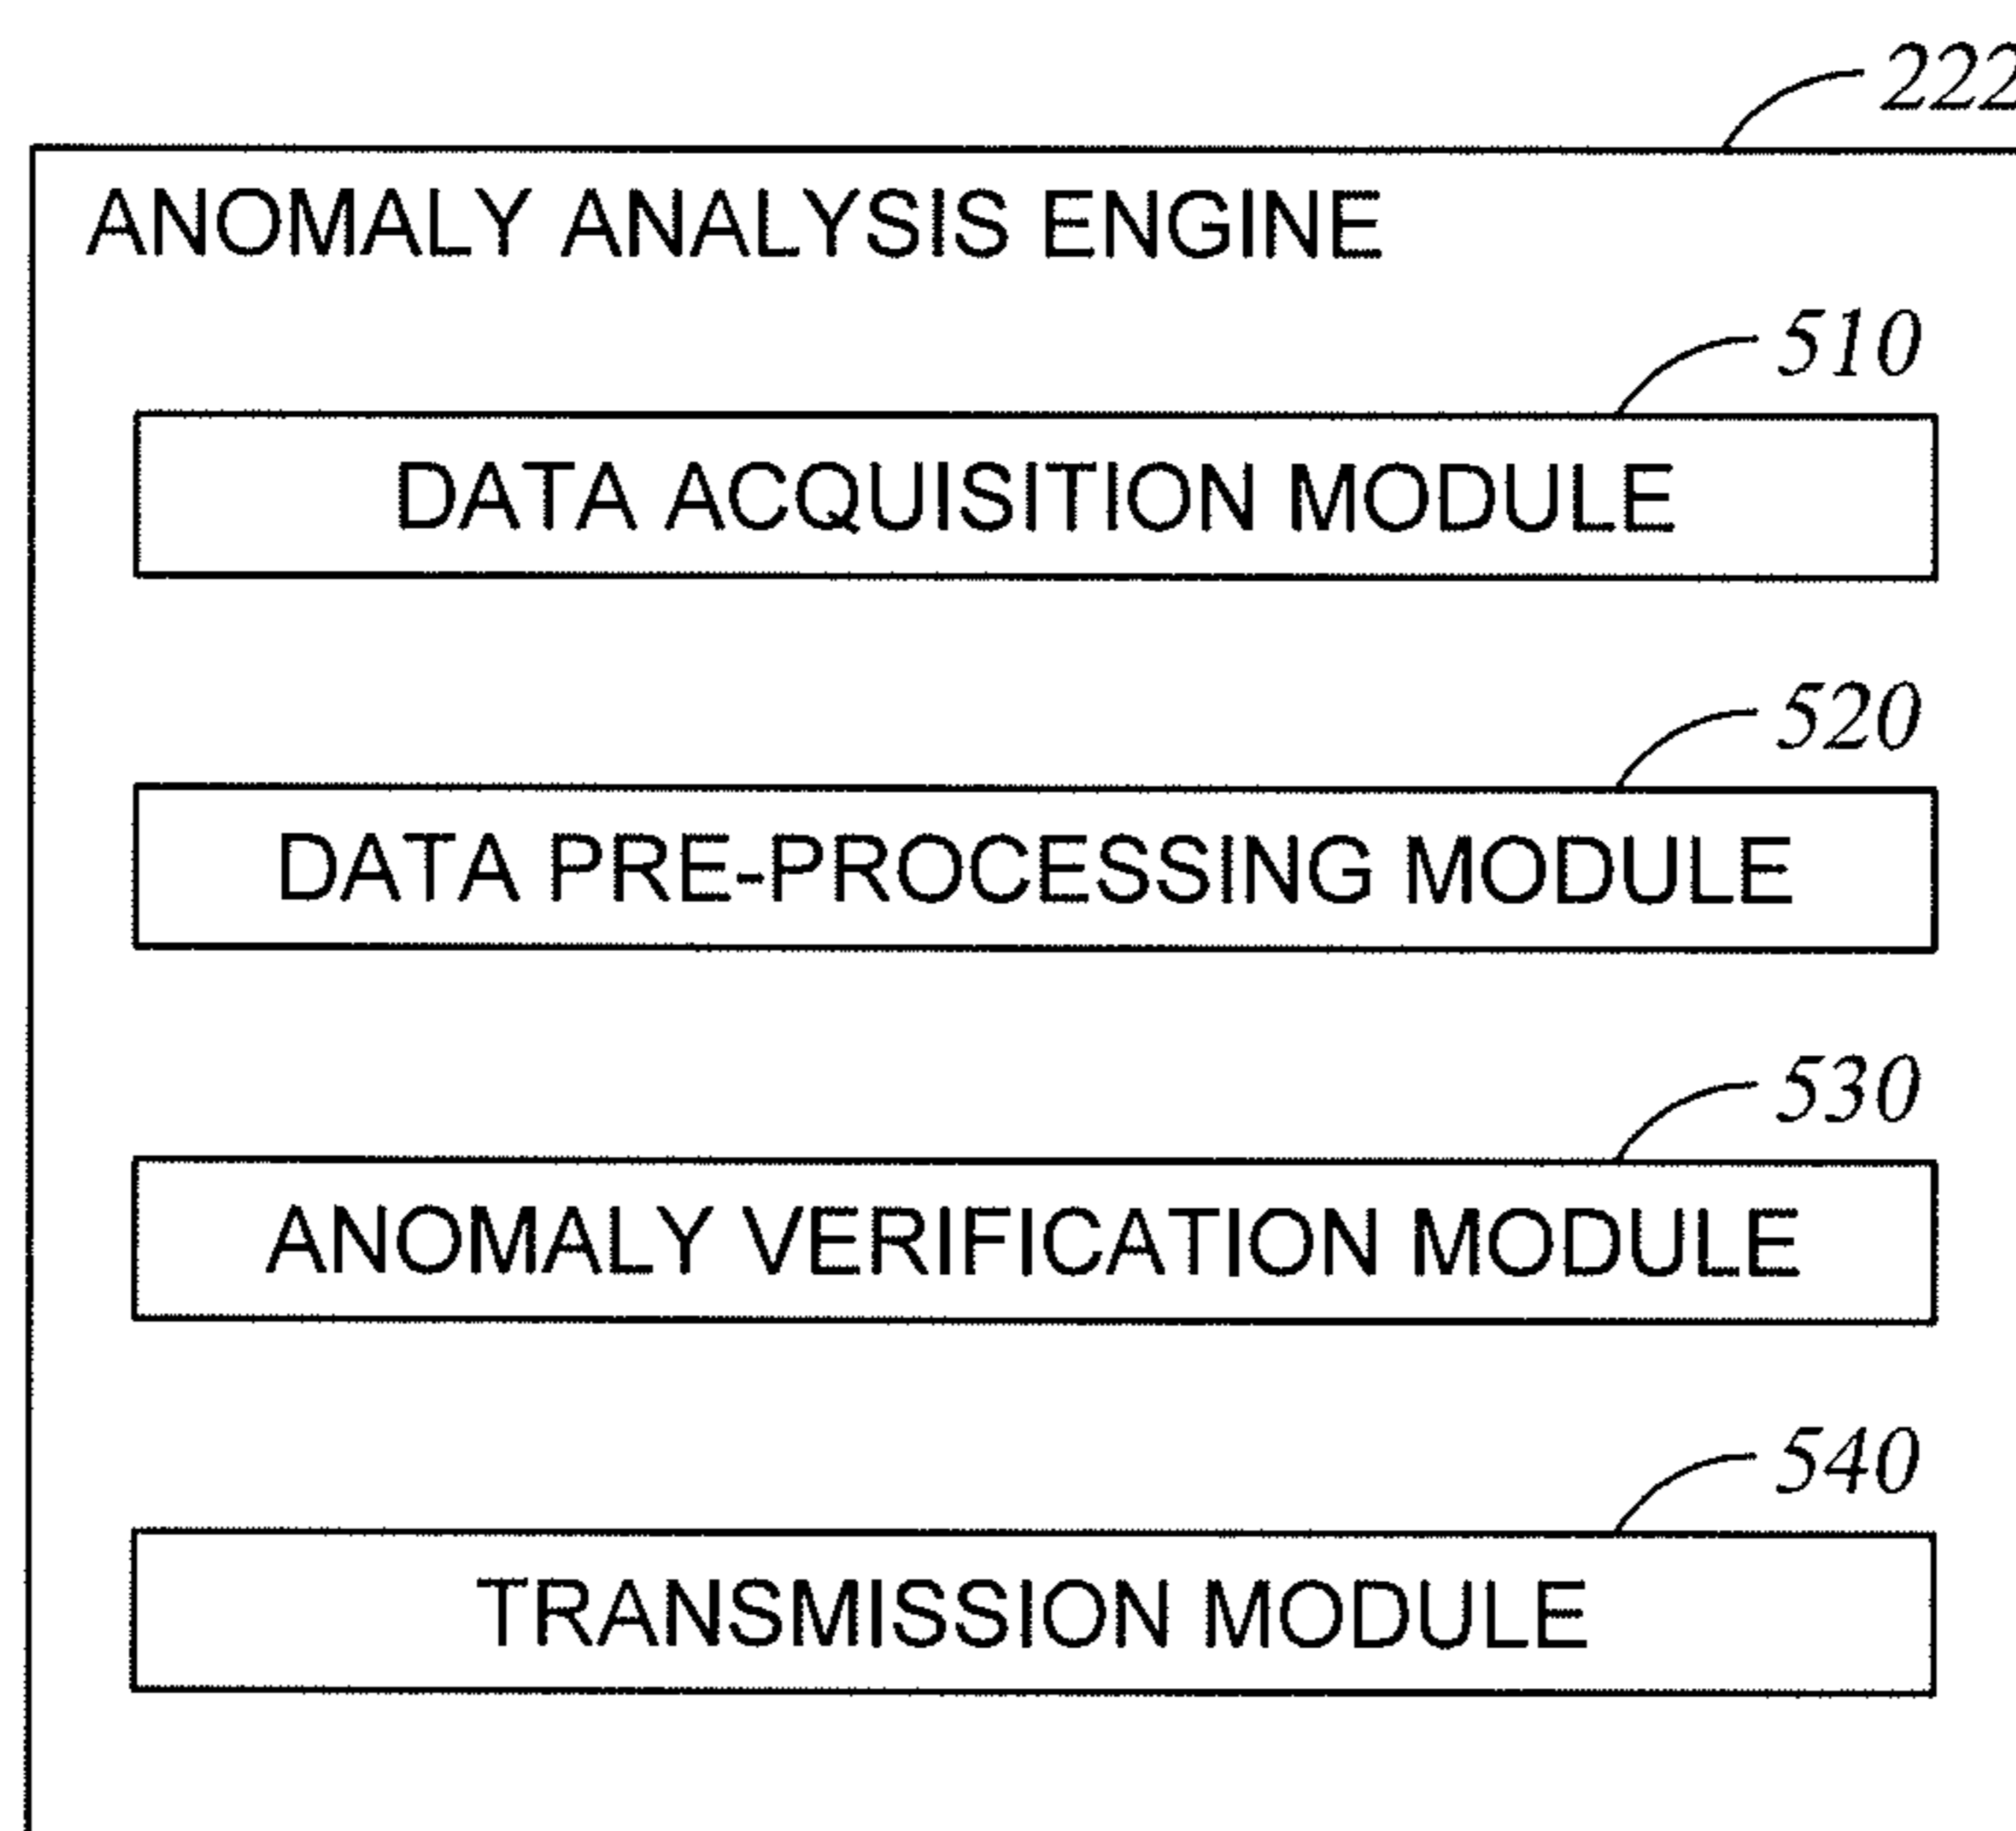 222
ANOMALY ANALYSIS ENGINE
510
DATA ACQUISITION MODULE
520
DATA PRE-PROCESSING MODULE
530
ANOMALY VERIFICATION MODULE
540
TRANSMISSION MODULE